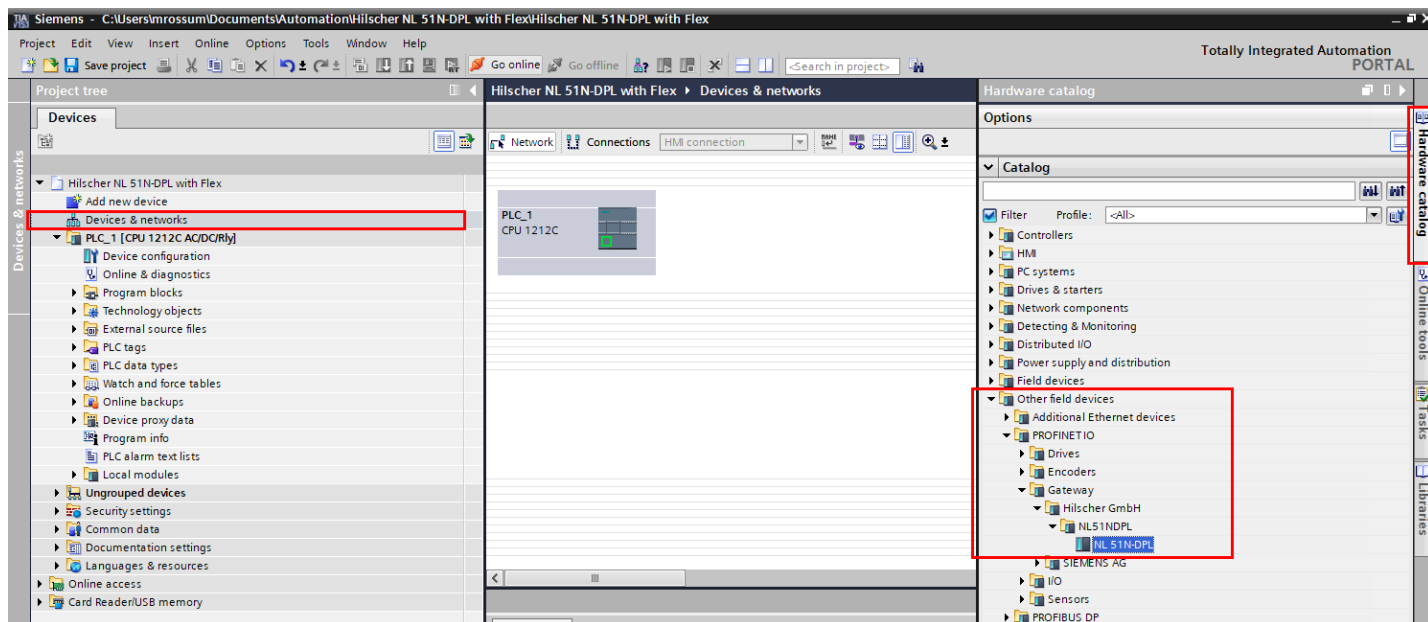 Siemens - C:\Users\mrossum\Documents\Automation\Hilscher NL 51N-DPL with Flex\Hilscher NL 51N-DPL with Flex
Project Edit View Insert Online Options Tools Window Help
Save project
Go online
Go offline
<Search in project>
Totally Integrated Automation
PORTAL
Devices & networks
Project tree
Devices
Hilscher NL 51N-DPL with Flex
Add new device
Devices & networks
PLC_1 [CPU 1212C AC/DC/Rly]
Device configuration
Online & diagnostics
Program blocks
Technology objects
External source files
PLC tags
PLC data types
Watch and force tables
Online backups
Device proxy data
Program info
PLC alarm text lists
Local modules
Ungrouped devices
Security settings
Common data
Documentation settings
Languages & resources
Online access
Card Reader/USB memory
Hilscher NL 51N-DPL with Flex Devices & networks
Network Connections HMI connection
PLC_1
CPU 1212C
Hardware catalog
Options
Catalog
Filter Profile: <All>
Controllers
HMI
PC systems
Drives & starters
Network components
Detecting & Monitoring
Distributed I/O
Power supply and distribution
Field devices
Other field devices
Additional Ethernet devices
PROFINET IO
Drives
Encoders
Gateway
Hilscher GmbH
NL51NDPL
NL 51N-DPL
SIEMENS AG
I/O
Sensors
PROFIBUS DP
Hardware catalog
Online tools
Tasks
Libraries